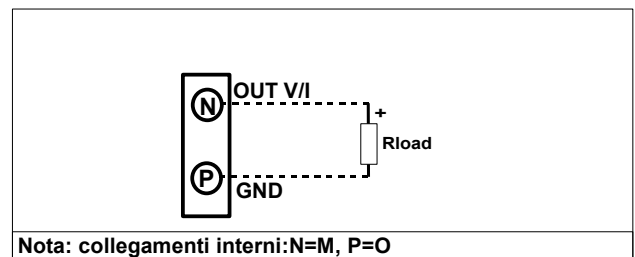 N OUT V/I
+
Rload
P GND
Nota: collegamenti interni:N=M, P=O